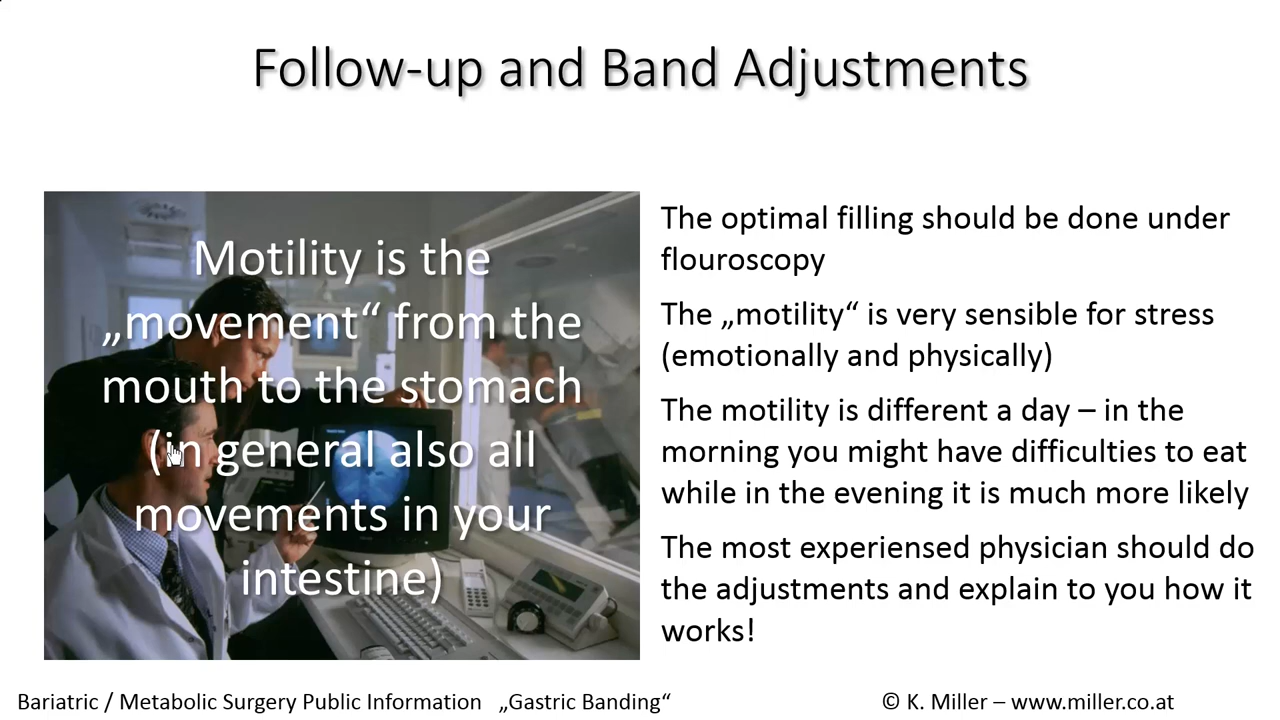 Follow-up and Band Adjustments
Motility is the
„movement“ from the
mouth to the stomach
(in general also all
movements in your
intestine)
The optimal filling should be done under
flouroscopy
The „motility“ is very sensible for stress
(emotionally and physically)
The motility is different a day – in the
morning you might have difficulties to eat
while in the evening it is much more likely
The most experiensed physician should do
the adjustments and explain to you how it
works!
Bariatric / Metabolic Surgery Public Information „Gastric Banding“
© K. Miller – www.miller.co.at